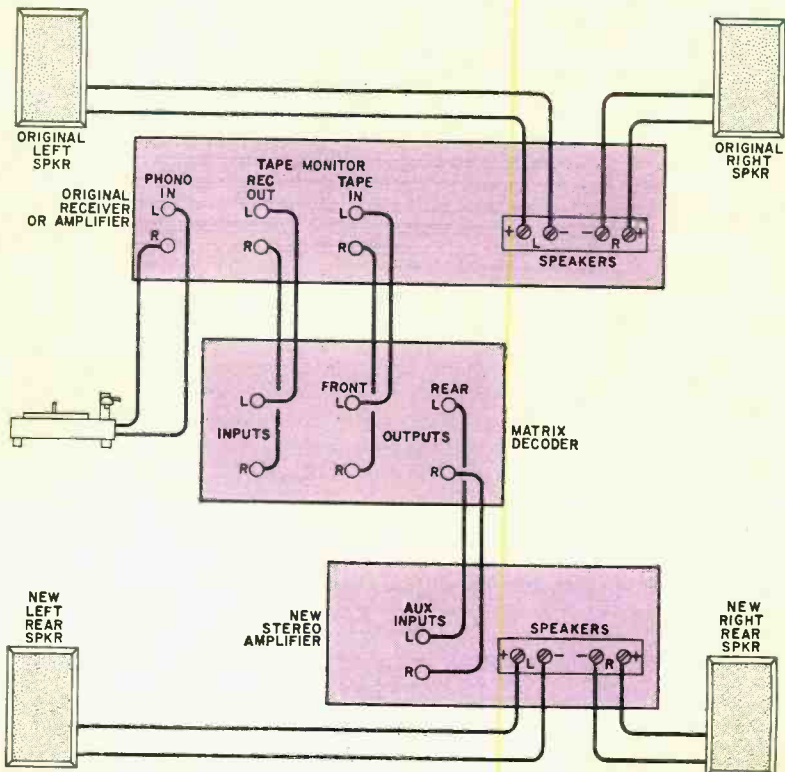 ORIGINAL
LEFT
SPKR
ORIGINAL
RIGHT
SPKR
ORIGINAL
RECEIVER
OR AMPLIFIER
PHONO
IN
L
R
TAPE MONITOR
REC
OUT
L
R
TAPE
IN
L
R
+ L - - R +
SPEAKERS
INPUTS
L
R
FRONT
L
R
OUTPUTS
REAR
L
R
MATRIX
DECODER
NEW
LEFT
REAR
SPKR
NEW
STEREO
AMPLIFIER
AUX
INPUTS
L
R
SPEAKERS
+ L - - R +
NEW
RIGHT
REAR
SPKR